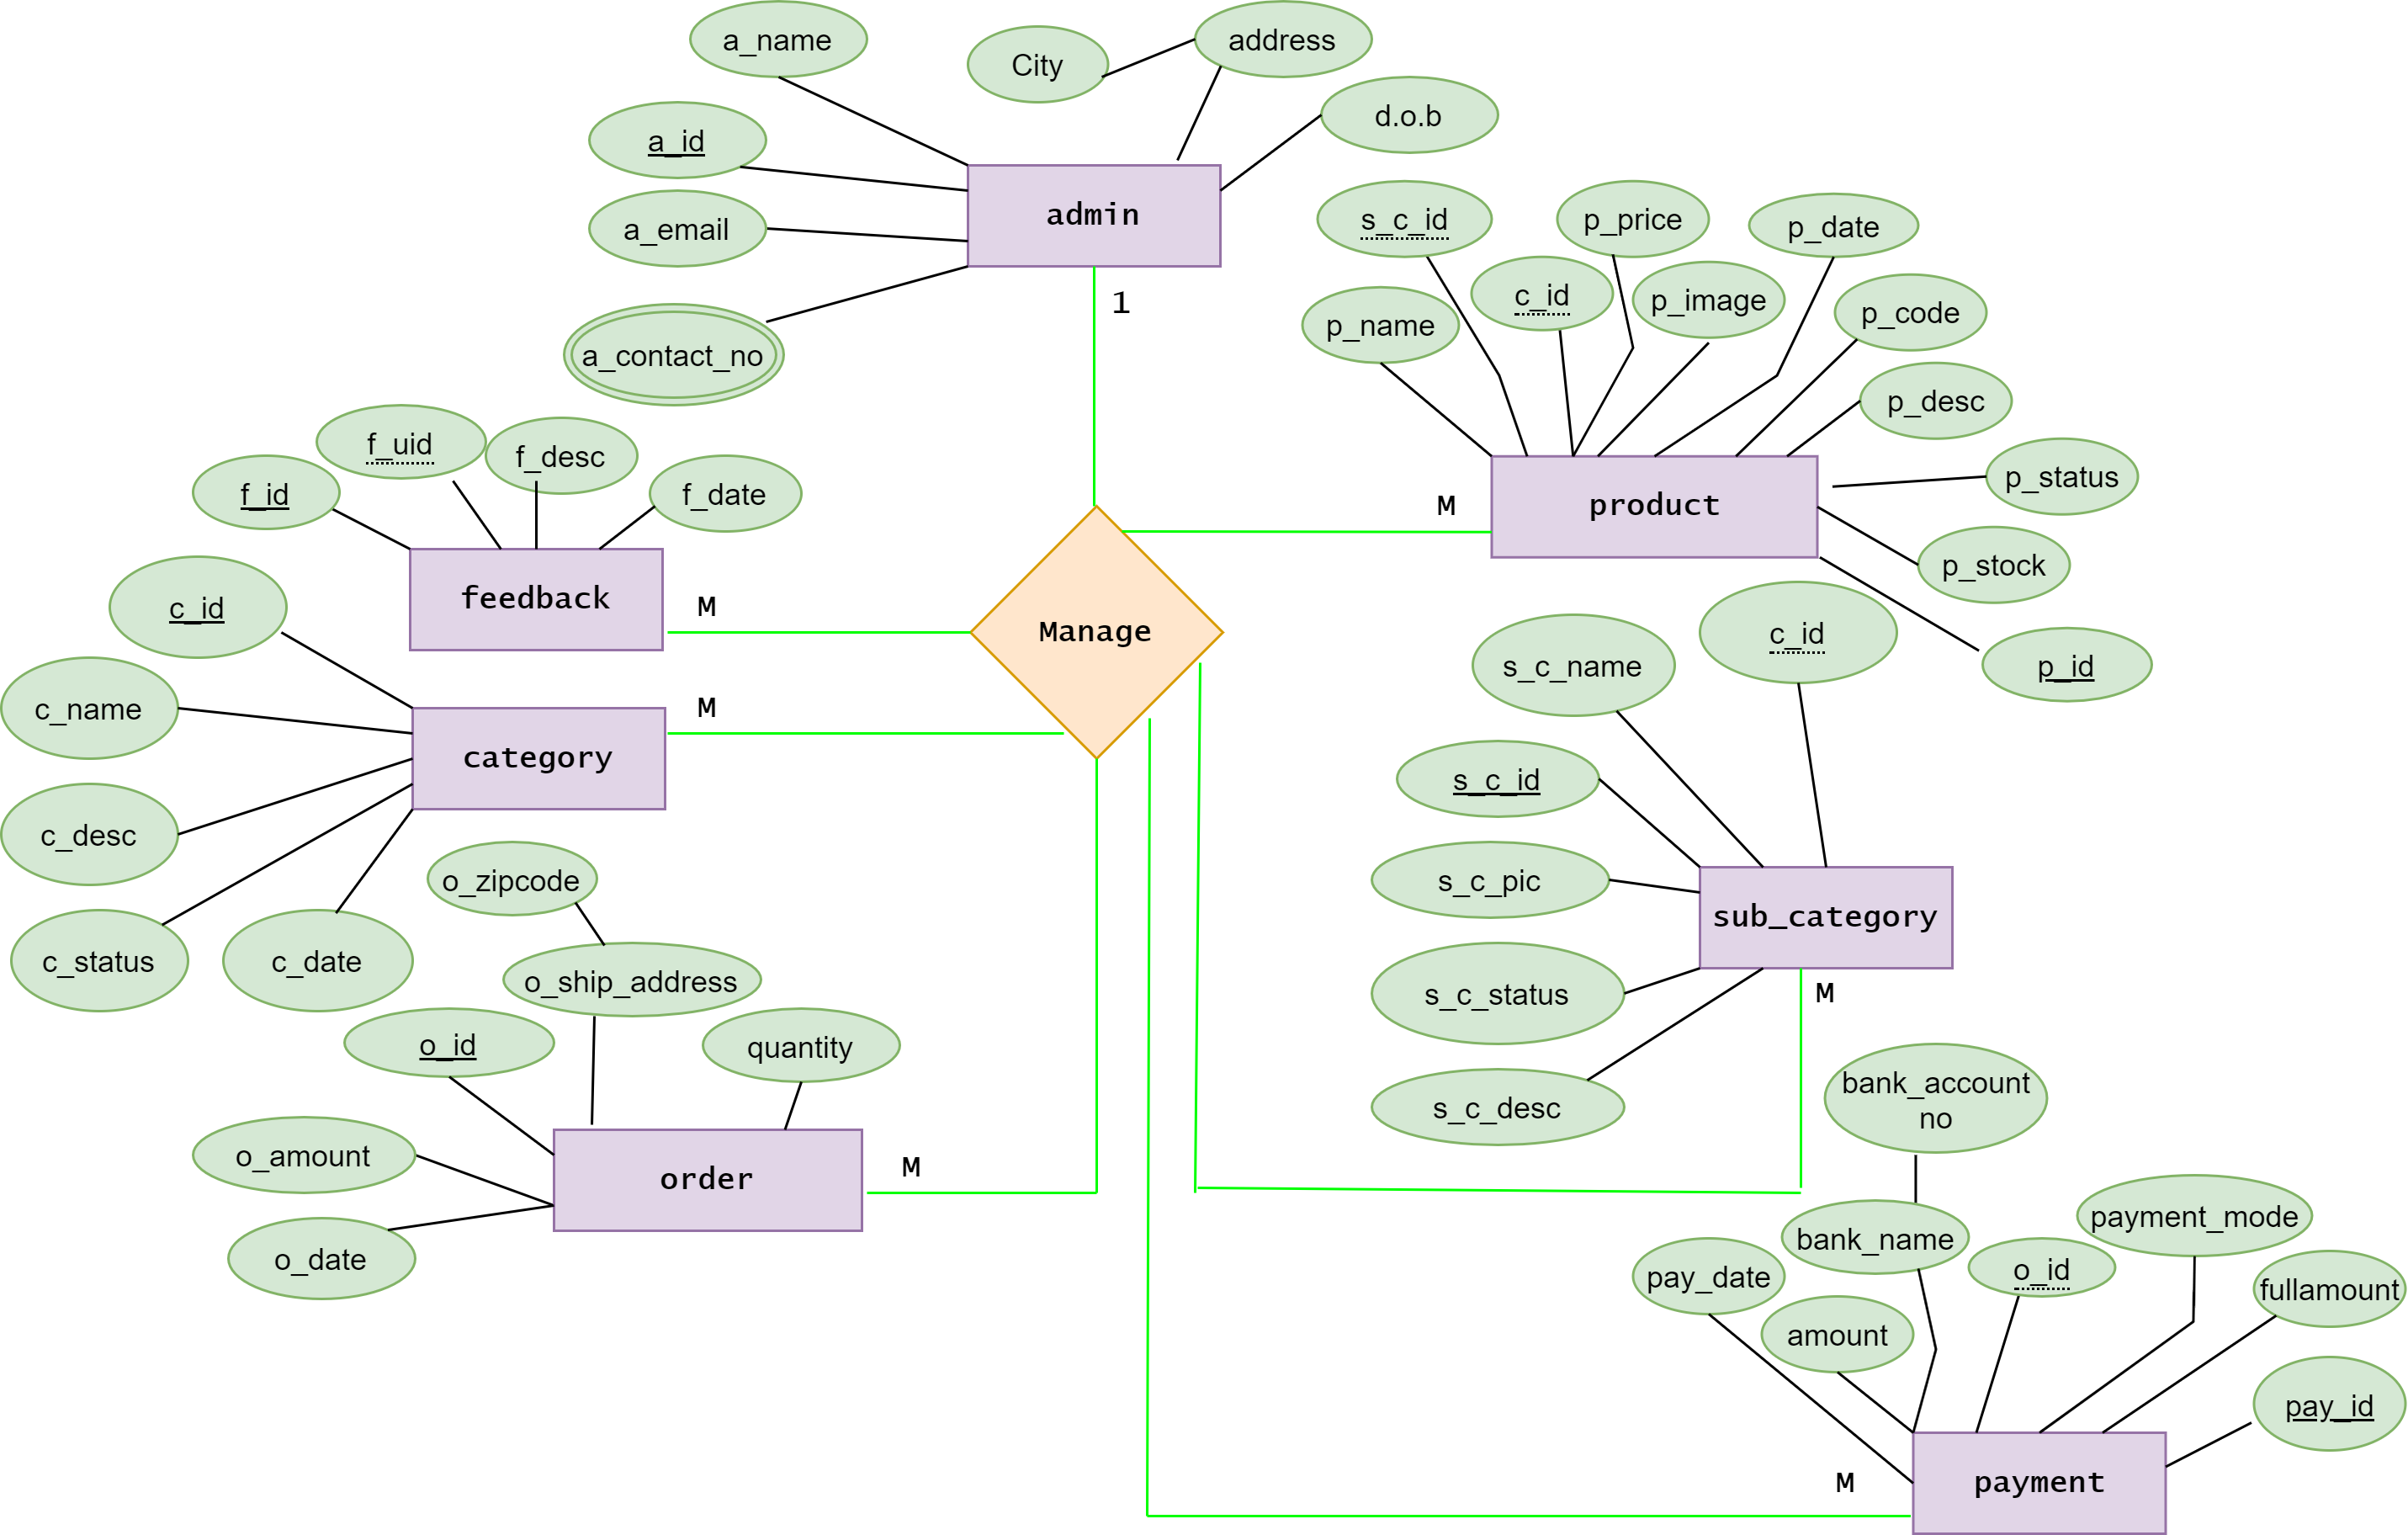 a_name
City
address
d.o.b
a_id
a_email
admin
a_contact_no
1
s_c_id
p_price
p_date
c_id
p_image
p_name
p_code
p_desc
p_status
product
M
p_stock
p_id
f_uid
f_desc
f_id
f_date
feedback
M
Manage
c_id
c_name
category
M
c_desc
c_status
c_date
c_id
s_c_name
s_c_id
s_c_pic
sub_category
s_c_status
M
s_c_desc
o_zipcode
o_ship_address
o_id
quantity
o_amount
order
M
o_date
bank_account
no
bank_name
payment_mode
pay_date
o_id
fullamount
amount
pay_id
payment
M